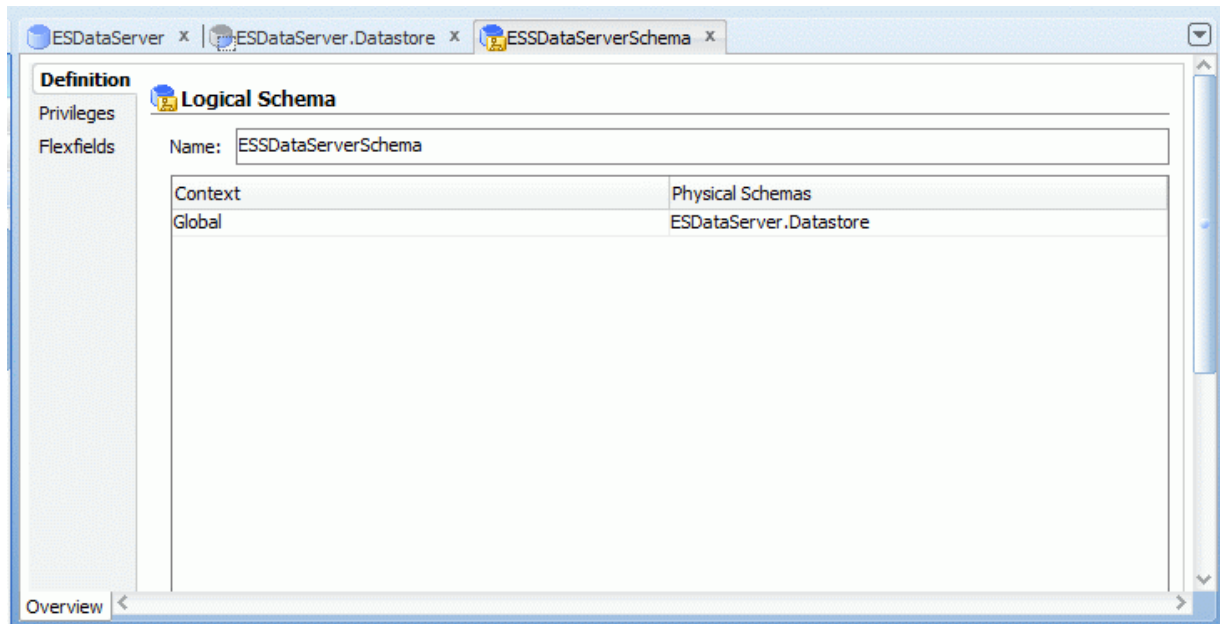 ESDataServer x ESDataServer.Datastore x ESSDataServerSchema x
Definition
Privileges
Flexfields
Logical Schema
Name: ESSDataServerSchema
Context Physical Schemas
Global ESDataServer.Datastore
Overview